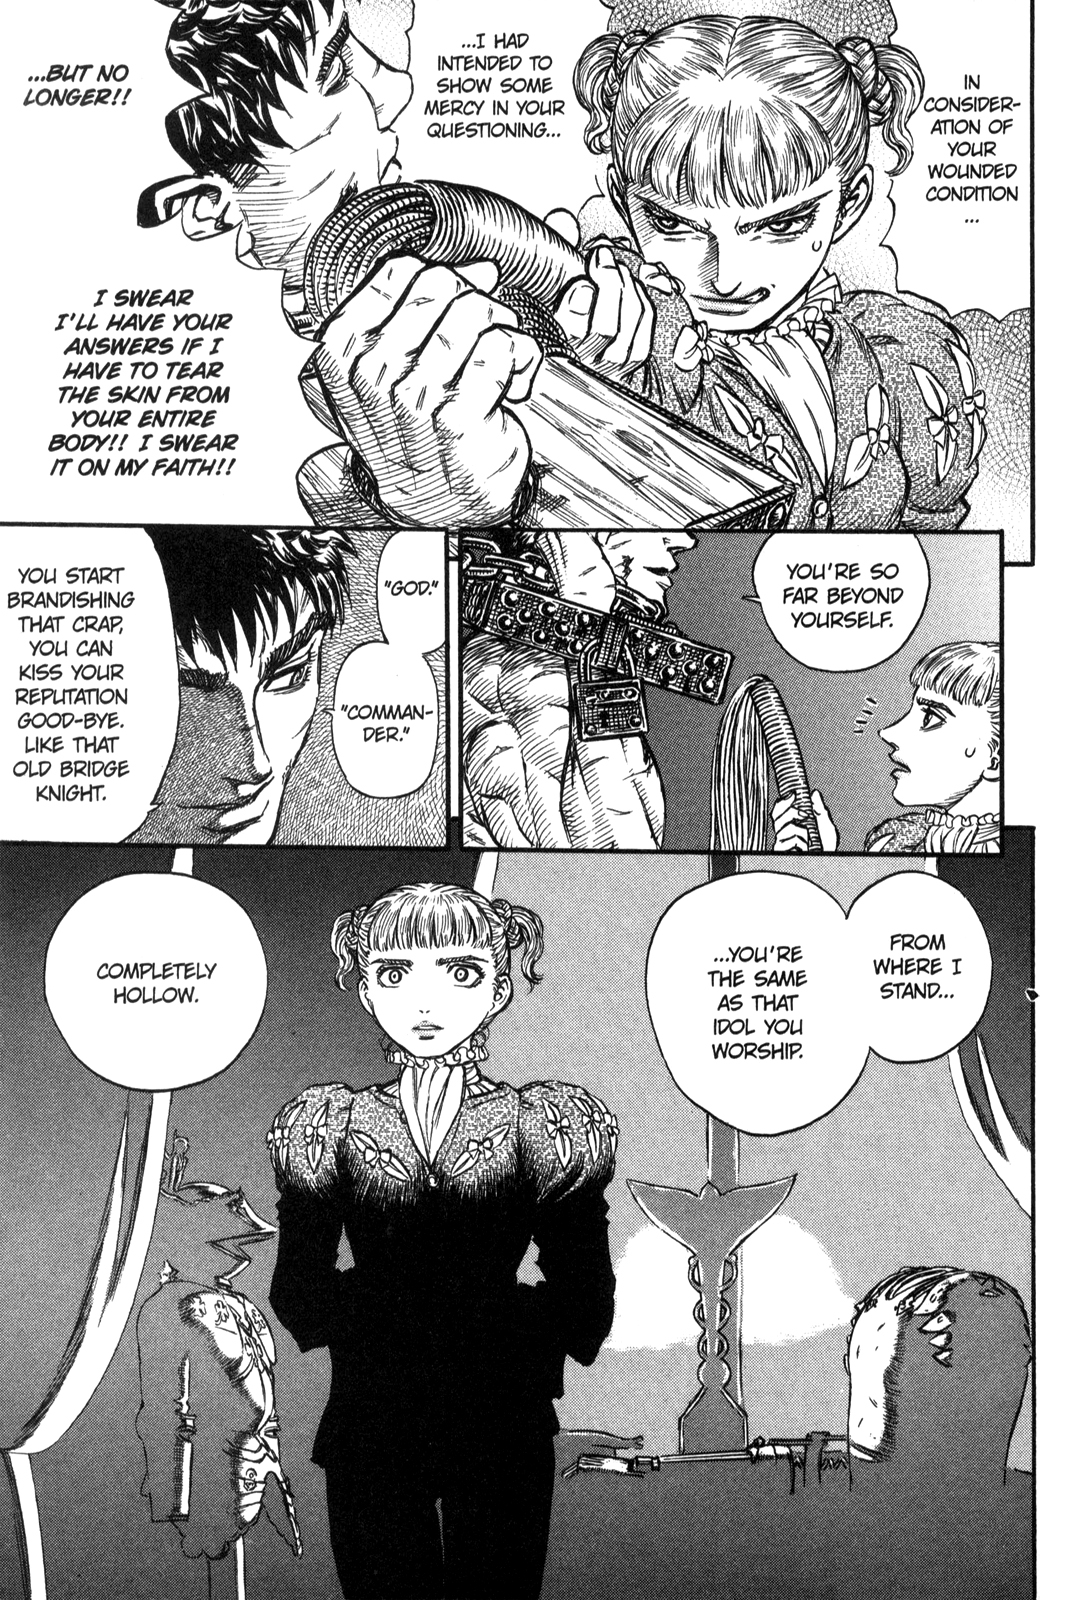 IN
CONSIDER-
ATION OF
YOUR
WOUNDED
CONDITION
...
...I HAD
INTENDED TO
SHOW SOME
MERCY IN YOUR
QUESTIONING...
...BUT NO
LONGER!!
I SWEAR
I'LL HAVE YOUR
ANSWERS IF I
HAVE TO TEAR
THE SKIN FROM
YOUR ENTIRE
BODY!! I SWEAR
IT ON MY FAITH!!
YOU'RE SO
FAR BEYOND
YOURSELF.
"GOD."
"COMMAN-
DER."
YOU START
BRANDISHING
THAT CRAP,
YOU CAN
KISS YOUR
REPUTATION
GOOD-BYE.
LIKE THAT
OLD BRIDGE
KNIGHT.
FROM
WHERE I
STAND...
...YOU'RE
THE SAME
AS THAT
IDOL YOU
WORSHIP.
COMPLETELY
HOLLOW.